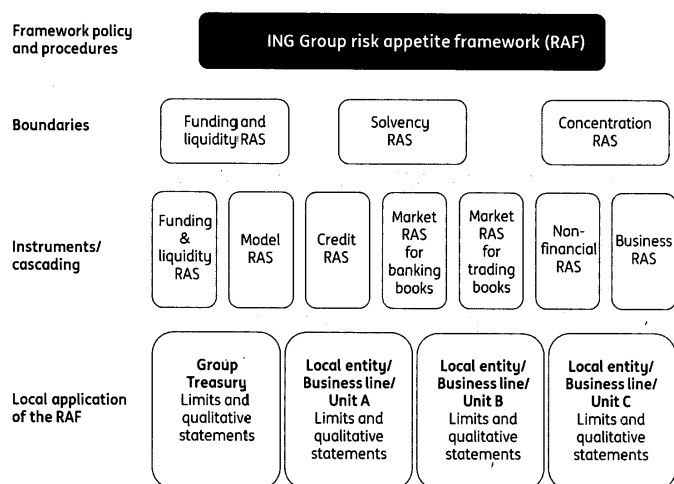 Framework policy
and procedures
ING Group risk appetite framework (RAF)
Boundaries
Funding and
liquidity RAS
Solvency
RAS
Concentration
RAS
Instruments/
cascading
Funding
&
liquidity
RAS
Model
RAS
Credit
RAS
Market
RAS
for
banking
books
Market
RAS
for
trading
books
Non-
financial
RAS
Business
RAS
Local application
of the RAF
Group
Treasury
Limits and
qualitative
statements
Local entity/
Business line/
Unit A
Limits and
qualitative
statements
Local entity/
Business line/
Unit B
Limits and
qualitative
statements
Local entity/
Business line/
Unit C
Limits and
qualitative
statements